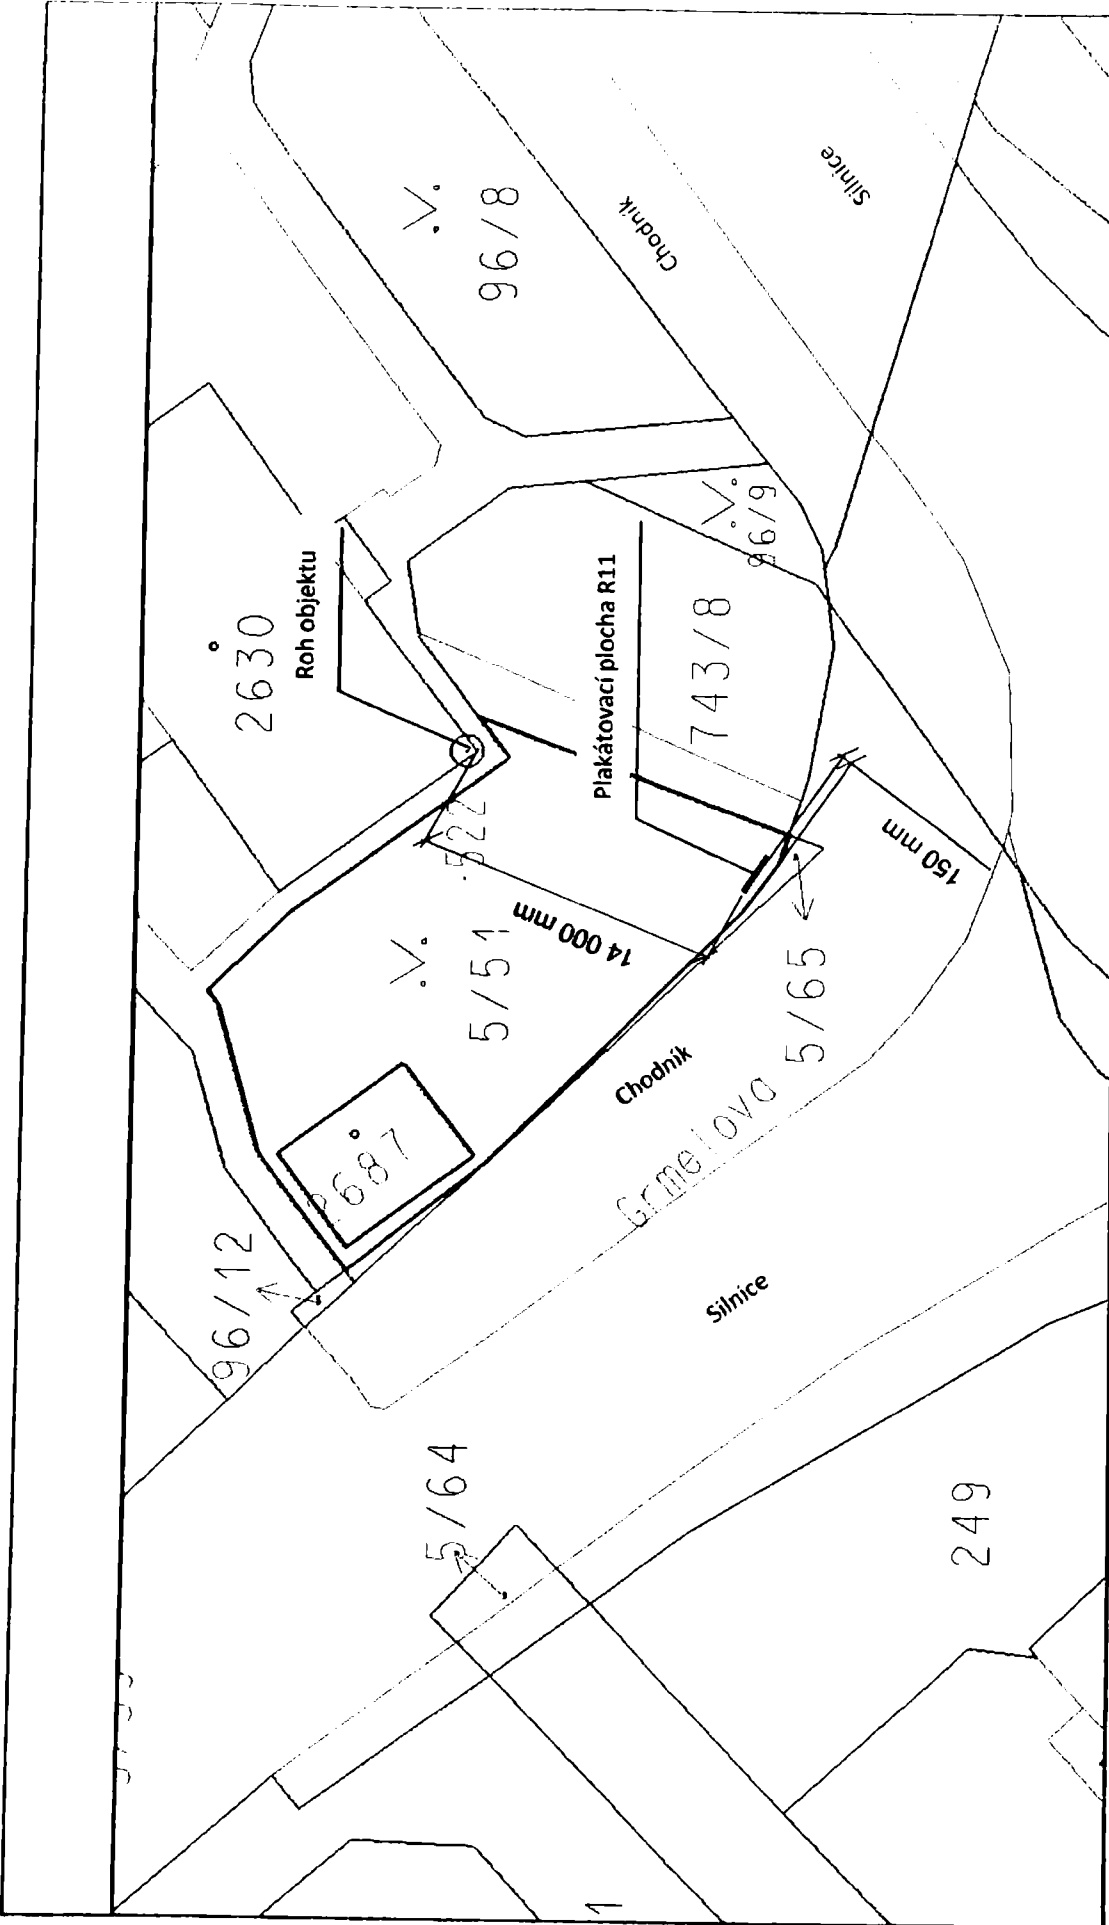 96/8
Chodník
Silnice
2630
Roh objektu
96/9
Plakátovací plocha R11
743/8
522
14 000 mm
150 mm
5/51
5/65
Chodník
Grmelova
2687
96/12
Silnice
5/64
249
1